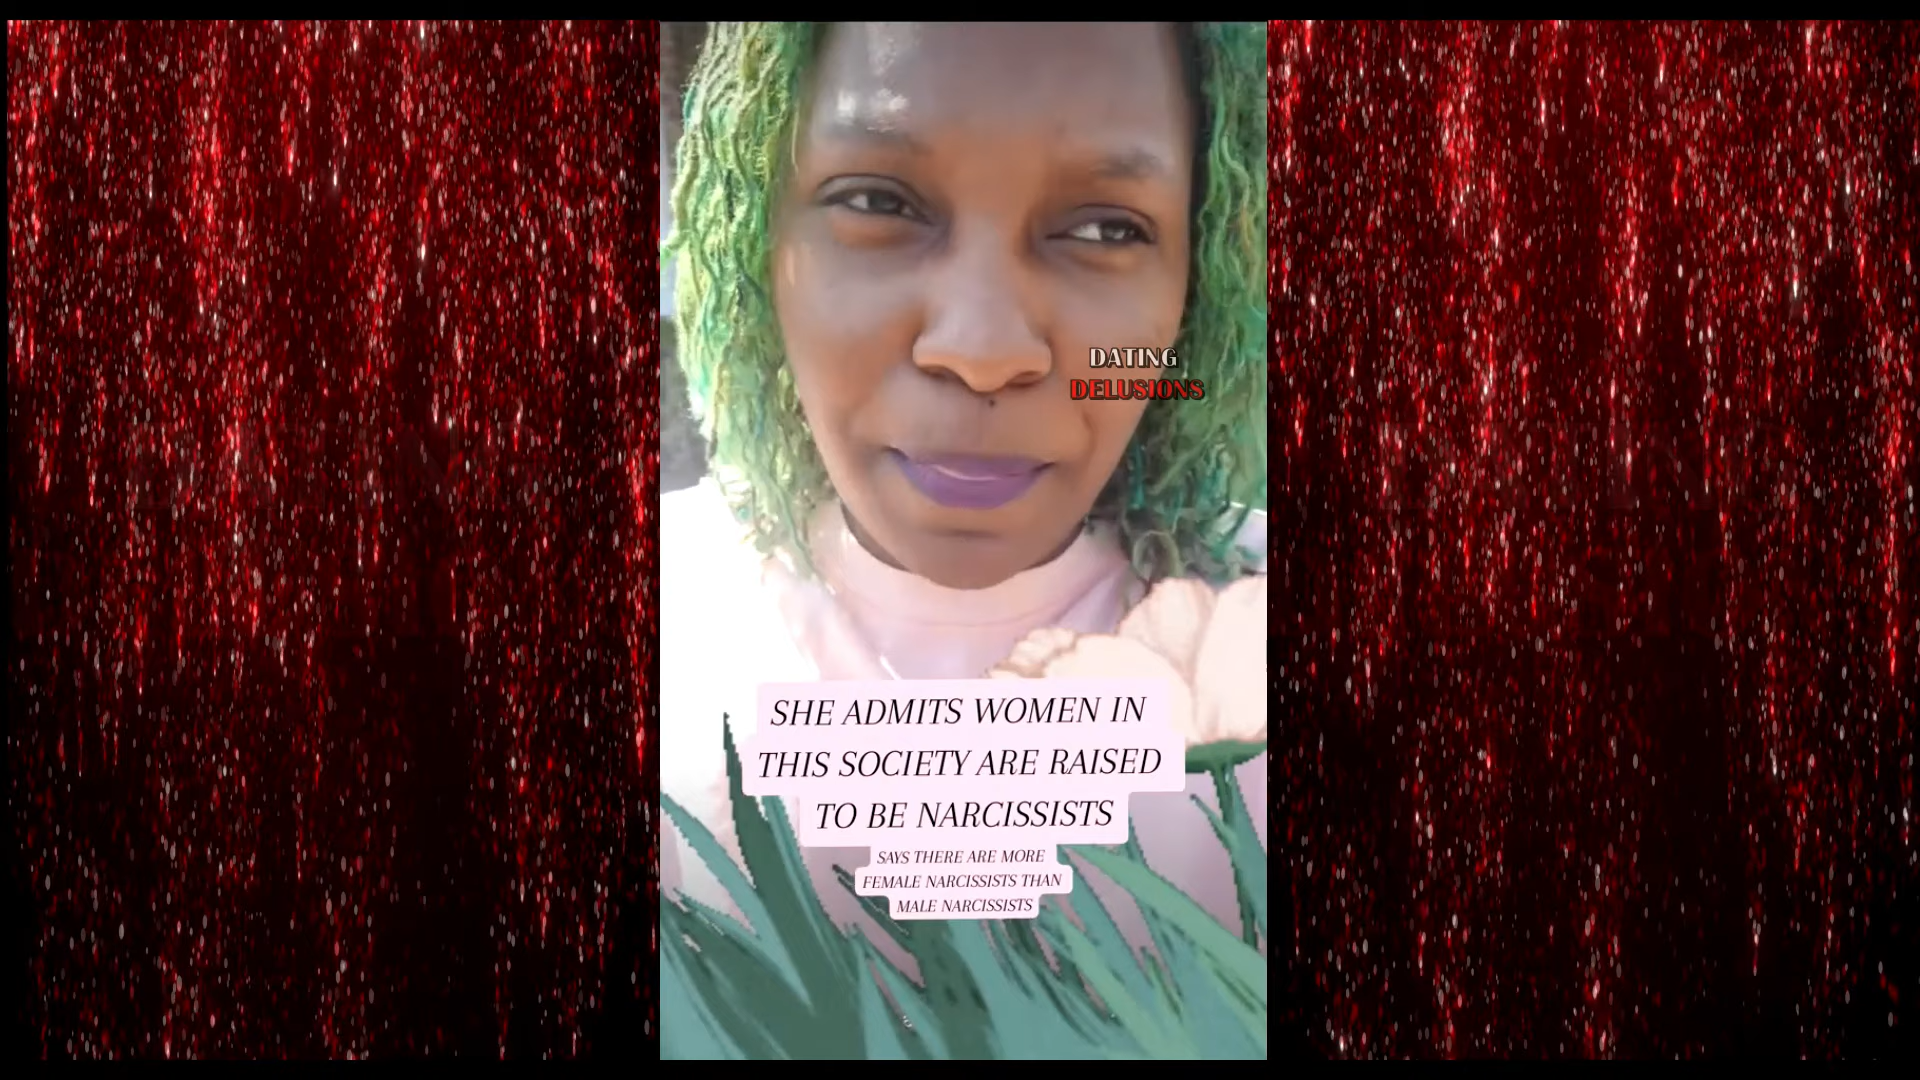 DATING
DELUSIONS
SHE ADMITS WOMEN IN
THIS SOCIETY ARE RAISED
TO BE NARCISSISTS
SAYS THERE ARE MORE
FEMALE NARCISSISTS THAN
MALE NARCISSISTS